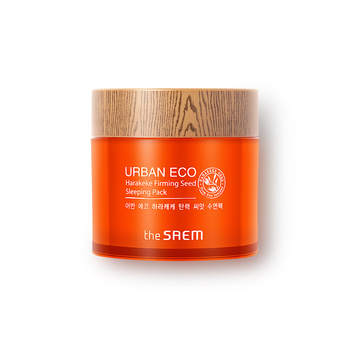 URBAN ECO
Harakeke Firming Seed
Sleeping Pack
어반 에코 하라케케 탄력 씨앗 수면팩
the SAEM